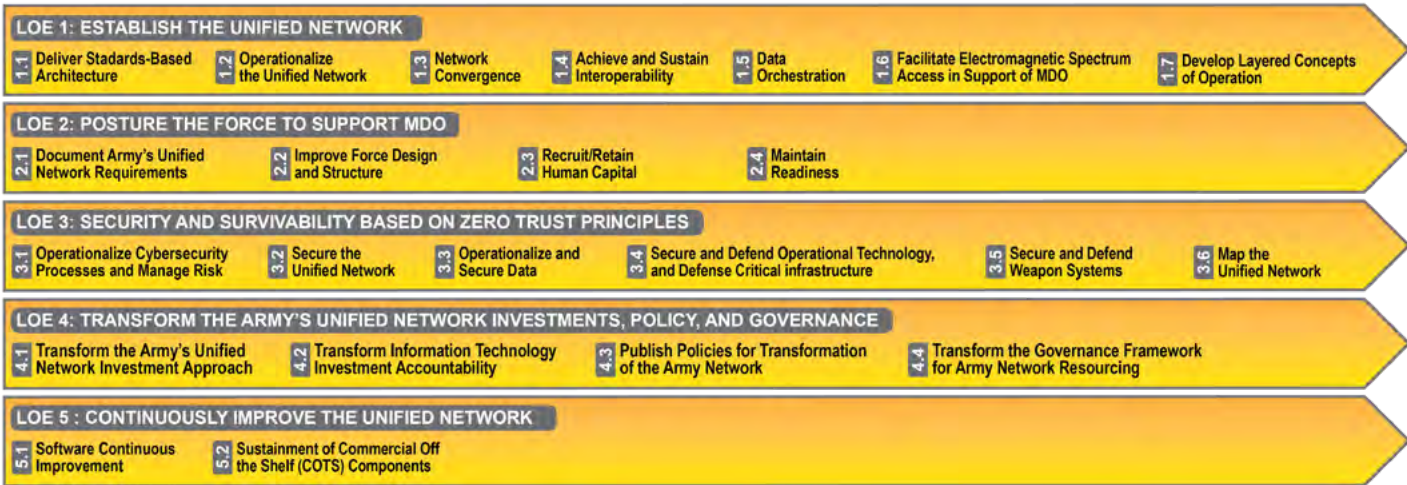 LOE 1: ESTABLISH THE UNIFIED NETWORK
1.1 Deliver Stadards-Based
Architecture
1.2 Operationalize
the Unified Network
1.3 Network
Convergence
1.4 Achieve and Sustain
Interoperability
1.5 Data
Orchestration
1.6 Facilitate Electromagnetic Spectrum
Access in Support of MDO
1.7 Develop Layered Concepts
of Operation
LOE 2: POSTURE THE FORCE TO SUPPORT MDO
2.1 Document Army's Unified
Network Requirements
2.2 Improve Force Design
and Structure
2.3 Recruit/Retain
Human Capital
2.4 Maintain
Readiness
LOE 3: SECURITY AND SURVIVABILITY BASED ON ZERO TRUST PRINCIPLES
3.1 Operationalize Cybersecurity
Processes and Manage Risk
3.2 Secure the
Unified Network
3.3 Operationalize and
Secure Data
3.4 Secure and Defend Operational Technology,
and Defense Critical infrastructure
3.5 Secure and Defend
Weapon Systems
3.6 Map the
Unified Network
LOE 4: TRANSFORM THE ARMY'S UNIFIED NETWORK INVESTMENTS, POLICY, AND GOVERNANCE
4.1 Transform the Army's Unified
Network Investment Approach
4.2 Transform Information Technology
Investment Accountability
4.3 Publish Policies for Transformation
of the Army Network
4.4 Transform the Governance Framework
for Army Network Resourcing
LOE 5 : CONTINUOUSLY IMPROVE THE UNIFIED NETWORK
5.1 Software Continuous
Improvement
5.2 Sustainment of Commercial Off
the Shelf (COTS) Components